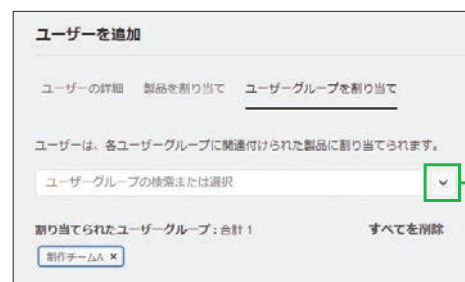 ユーザーを追加
ユーザーの詳細 製品を割り当て ユーザーグループを割り当て
ユーザーは、各ユーザーグループに関連付けられた製品に割り当てられます。
ユーザーグループの検索または選択
割り当てられたユーザーグループ：合計 1 すべてを削除
制作チームA ×